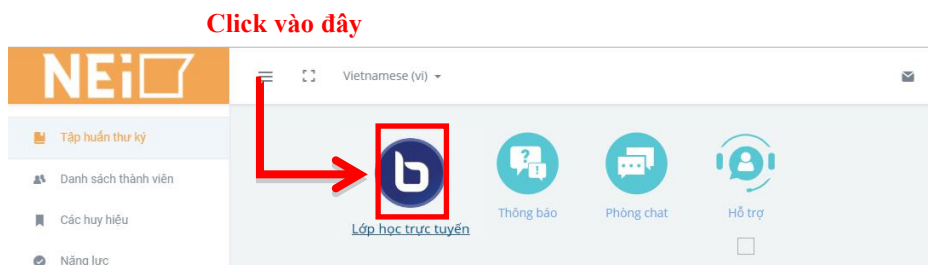 Click vào đây
NEi
Vietnamese (vi)
Tập huấn thư ký
Danh sách thành viên
Các huy hiệu
Năng lực
Thông báo
Phòng chat
Hỗ trợ
Lớp học trực tuyến